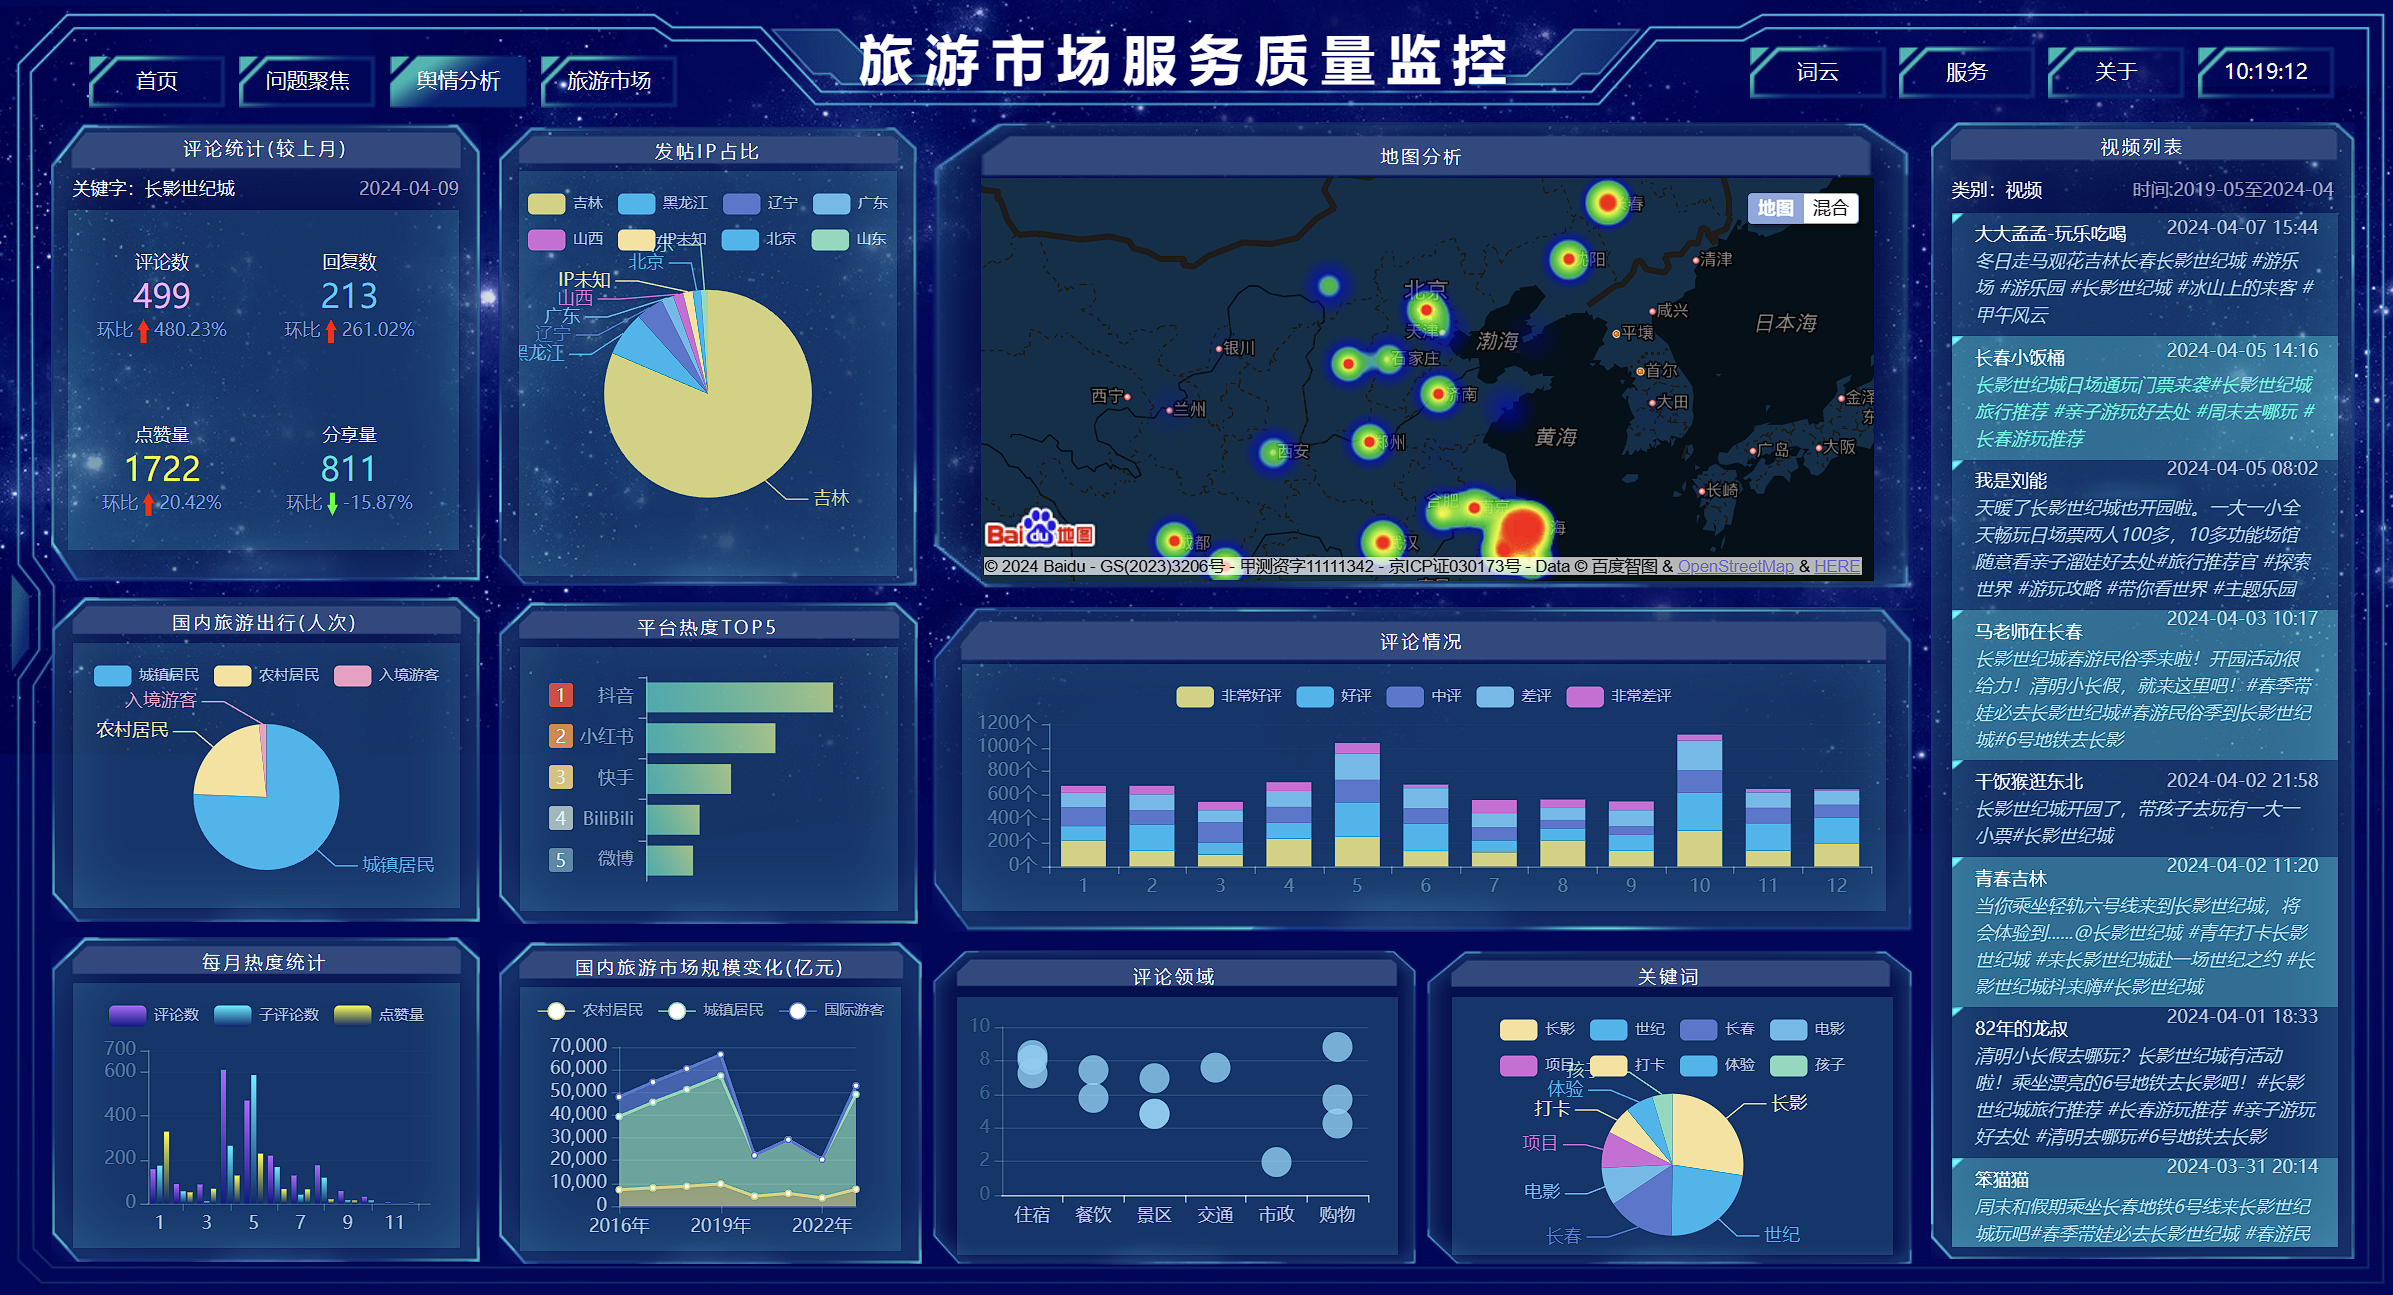 旅游市场服务质量监控
首页
问题聚焦
舆情分析
旅游市场
词云
服务
关于
10:19:12
评论统计(较上月)
关键字：长影世纪城
2024-04-09
评论数
499
环比 480.23%
回复数
213
环比 261.02%
点赞量
1722
环比 20.42%
分享量
811
环比 -15.87%
发帖IP占比
吉林 黑龙江 辽宁 广东
山西 IP未知 北京 山东
北京
IP未知
山西
广东
辽宁
黑龙江
吉林
地图分析
地图 混合
沈阳
清津
北京
咸兴
天津
平壤
日本海
渤海
银川
石家庄
首尔
西宁
兰州
济南
大田
黄海
西安
郑州
广岛
大阪
长崎
合肥
南京
海
成都
武汉
Baidu地图
© 2024 Baidu - GS(2023)3206号 - 甲测资字11111342 - 京ICP证030173号 - Data © 百度智图 & OpenStreetMap & HERE
视频列表
类别：视频
时间:2019-05至2024-04
大大孟孟-玩乐吃喝
2024-04-07 15:44
冬日走马观花吉林长春长影世纪城 #游乐
场 #游乐园 #长影世纪城 #冰山上的来客 #
甲午风云
长春小饭桶
2024-04-05 14:16
长影世纪城日场通玩门票来袭#长影世纪城
旅行推荐 #亲子游玩好去处 #周末去哪玩 #
长春游玩推荐
我是刘能
2024-04-05 08:02
天暖了长影世纪城也开园啦。一大一小全
天畅玩日场票两人100多，10多功能场馆
随意看亲子溜娃好去处#旅行推荐官 #探索
世界 #游玩攻略 #带你看世界 #主题乐园
马老师在长春
2024-04-03 10:17
长影世纪城春游民俗季来啦！开园活动很
给力！清明小长假，就来这里吧！#春季带
娃必去长影世纪城#春游民俗季到长影世纪
城#6号地铁去长影
干饭猴逛东北
2024-04-02 21:58
长影世纪城开园了，带孩子去玩有一大一
小票#长影世纪城
青春吉林
2024-04-02 11:20
当你乘坐轻轨六号线来到长影世纪城，将
会体验到......@长影世纪城 #青年打卡长影
世纪城 #来长影世纪城赴一场世纪之约 #长
影世纪城抖来嗨#长影世纪城
82年的龙叔
2024-04-01 18:33
清明小长假去哪玩？长影世纪城有活动
啦！乘坐漂亮的6号地铁去长影吧！#长影
世纪城旅行推荐 #长春游玩推荐 #亲子游玩
好去处 #清明去哪玩#6号地铁去长影
笨猫猫
2024-03-31 20:14
周末和假期乘坐长春地铁6号线来长影世纪
城玩吧#春季带娃必去长影世纪城 #春游民
国内旅游出行(人次)
城镇居民 农村居民 入境游客
入境游客
农村居民
城镇居民
平台热度TOP5
1 抖音
2 小红书
3 快手
4 BiliBili
5 微博
评论情况
非常好评 好评 中评 差评 非常差评
1200个
1000个
800个
600个
400个
200个
0个
1 2 3 4 5 6 7 8 9 10 11 12
每月热度统计
评论数 子评论数 点赞量
700
600
400
200
0
1 3 5 7 9 11
国内旅游市场规模变化(亿元)
农村居民 城镇居民 国际游客
70,000
60,000
50,000
40,000
30,000
20,000
10,000
0
2016年 2019年 2022年
评论领域
10
8
6
4
2
0
住宿 餐饮 景区 交通 市政 购物
关键词
长影 世纪 长春 电影
项目 打卡 体验 孩子
孩子
体验
打卡
项目
电影
长春
长影
世纪